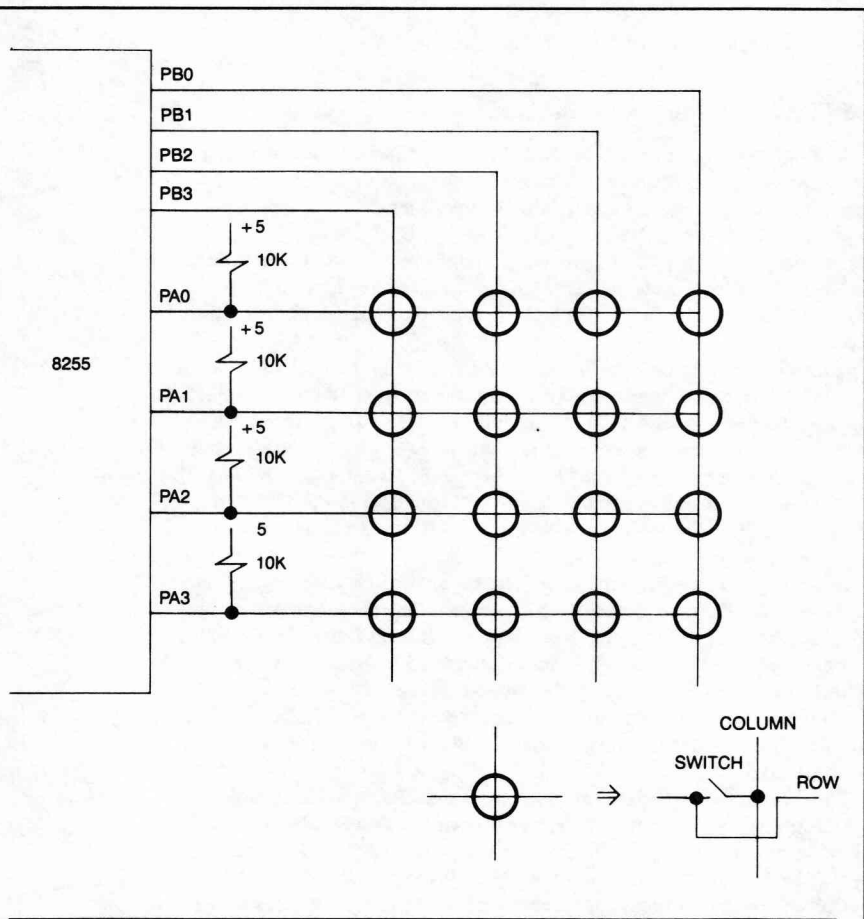 PB0
PB1
PB2
PB3
+5
10K
PA0
+5
10K
8255
PA1
+5
10K
PA2
5
10K
PA3
COLUMN
SWITCH
ROW